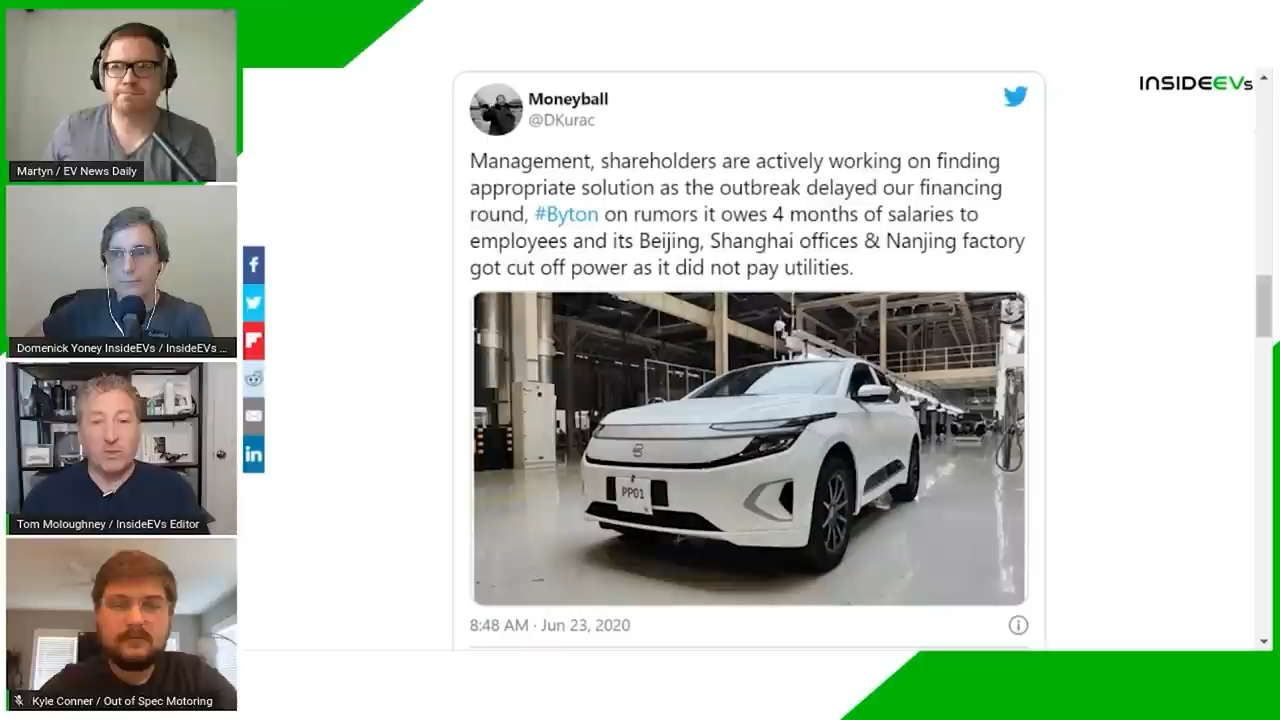 Martyn / EV News Daily
Domenick Yoney InsideEVs / InsideEVs ...
Tom Moloughney / InsideEVs Editor
Kyle Conner / Out of Spec Motoring
INSIDEEVs
Moneyball
@DKurac
Management, shareholders are actively working on finding
appropriate solution as the outbreak delayed our financing
round, #Byton on rumors it owes 4 months of salaries to
employees and its Beijing, Shanghai offices & Nanjing factory
got cut off power as it did not pay utilities.
PP01
8:48 AM · Jun 23, 2020
f
in